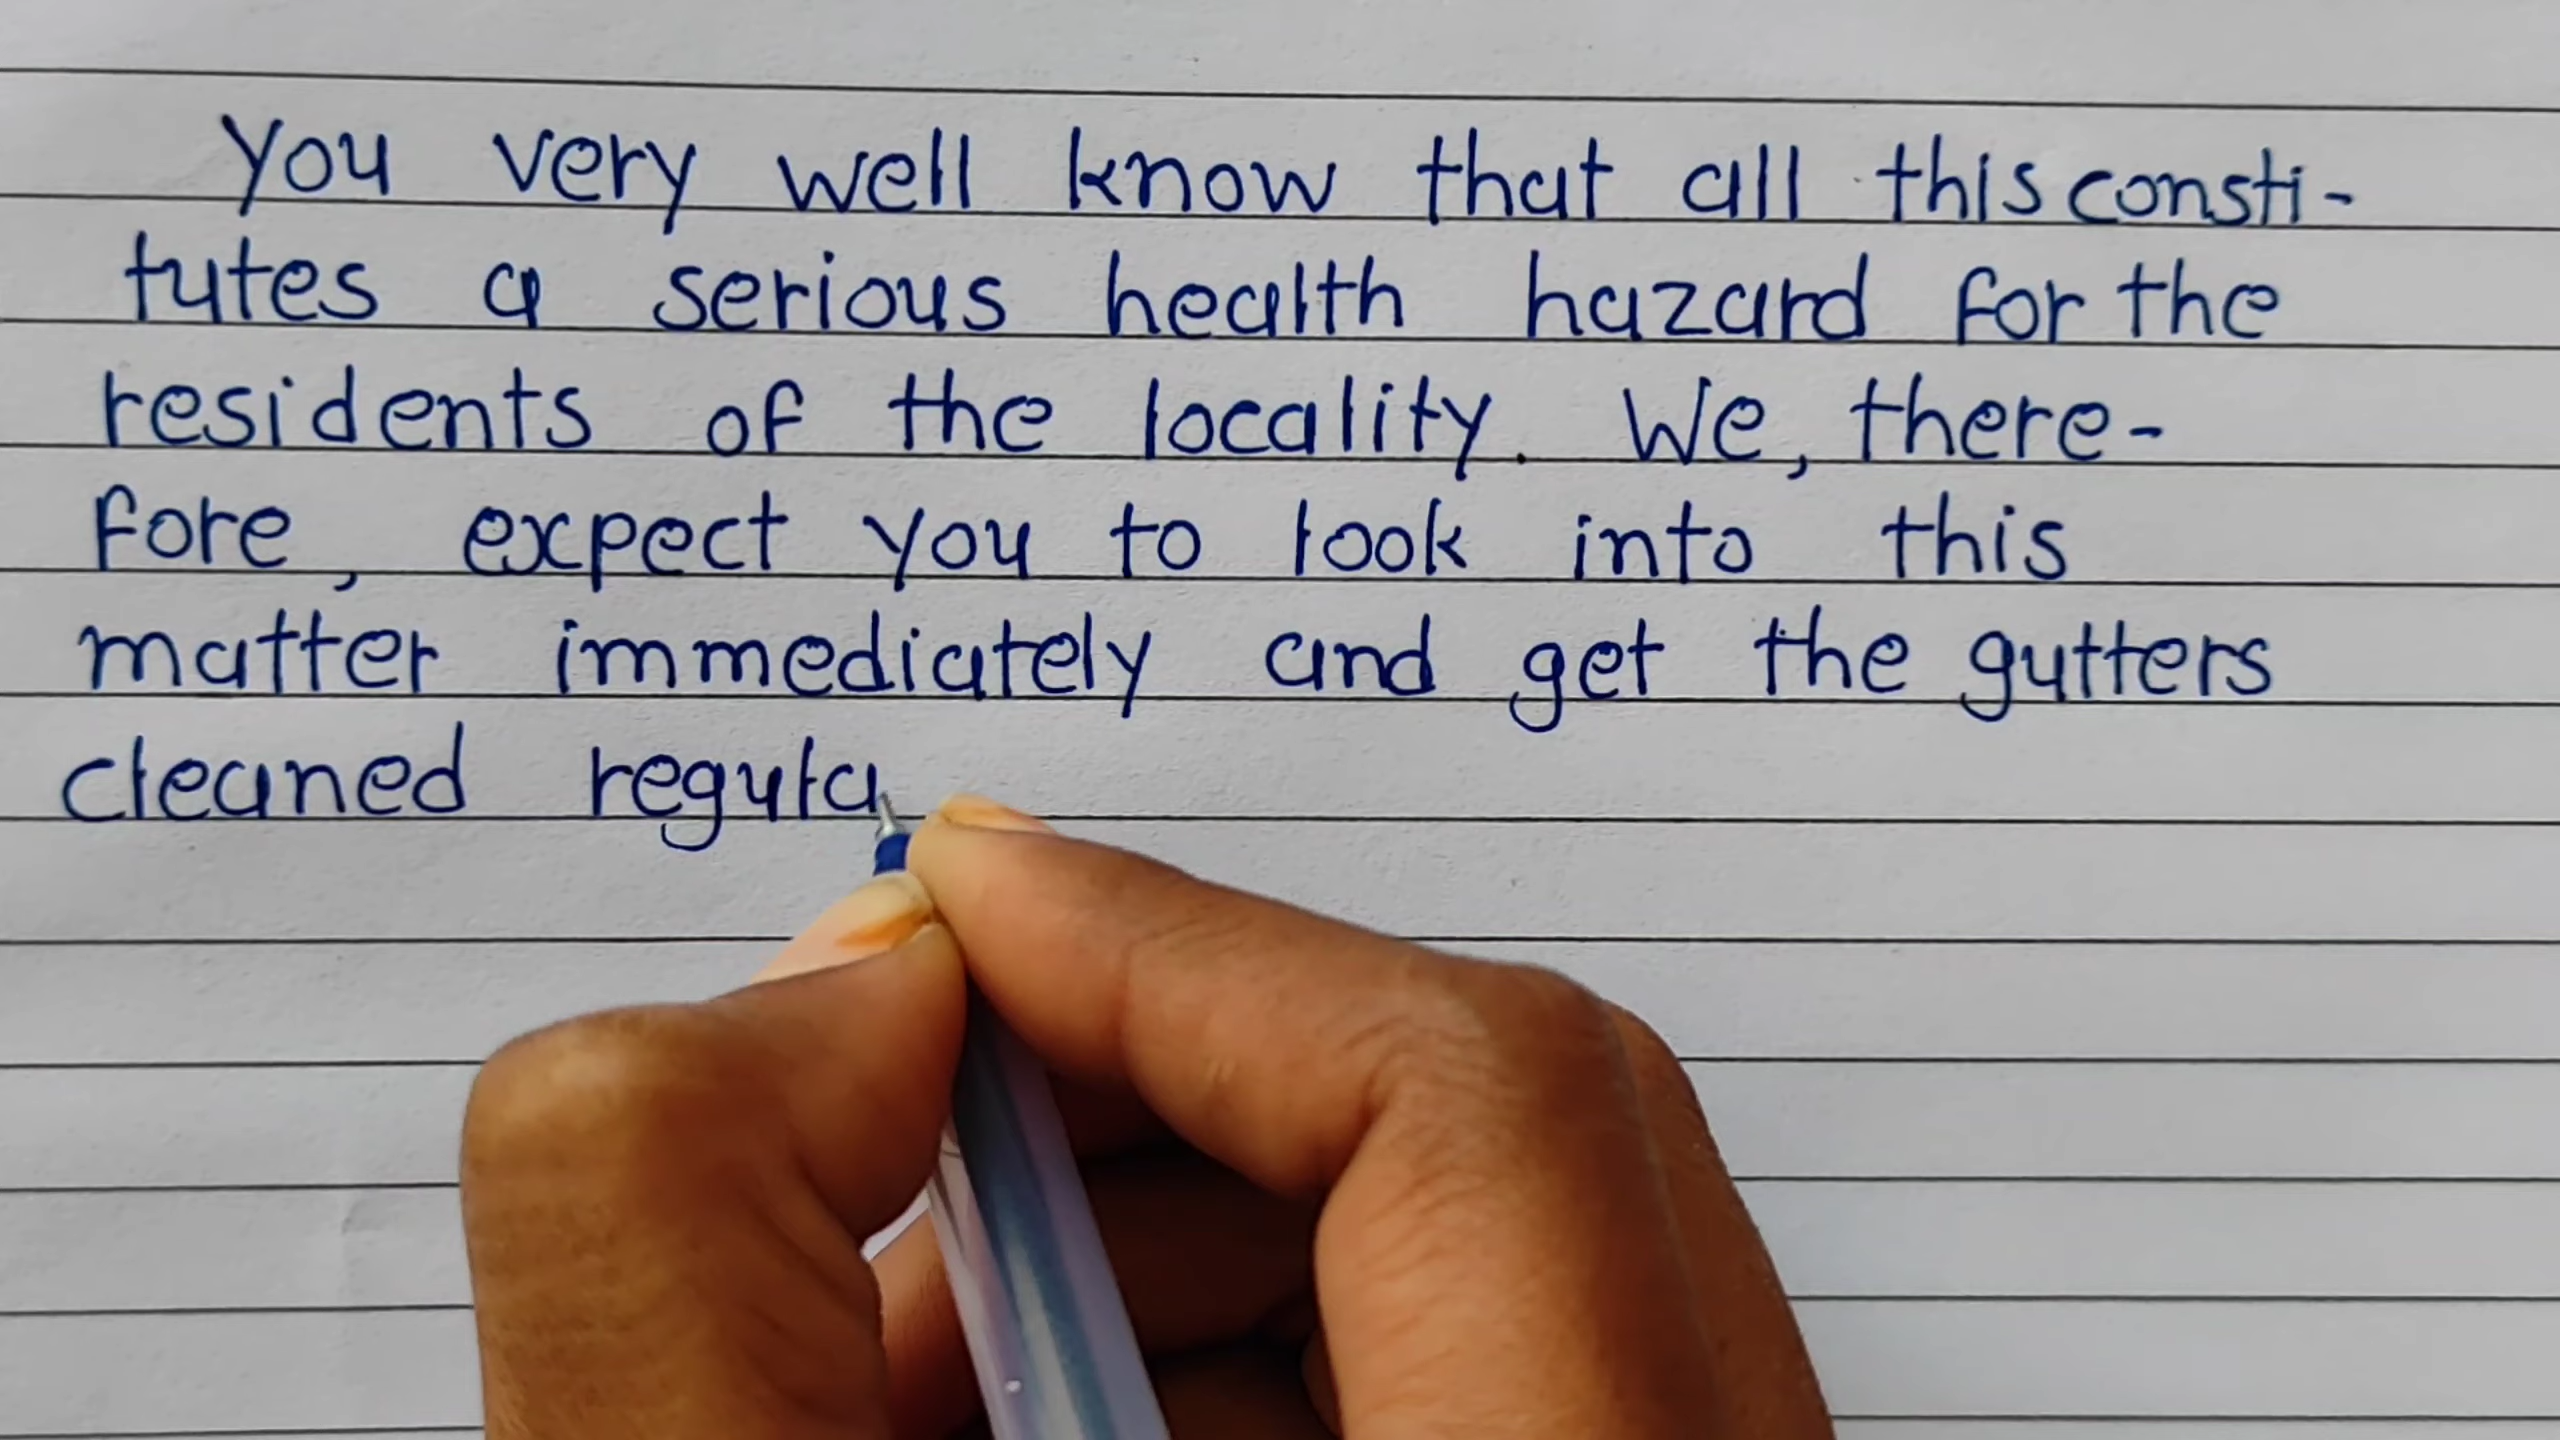 You very well know that all this consti-
tutes a serious health hazard for the
residents of the locality. We, there-
fore, expect you to look into this
matter immediately and get the gutters
cleaned regula